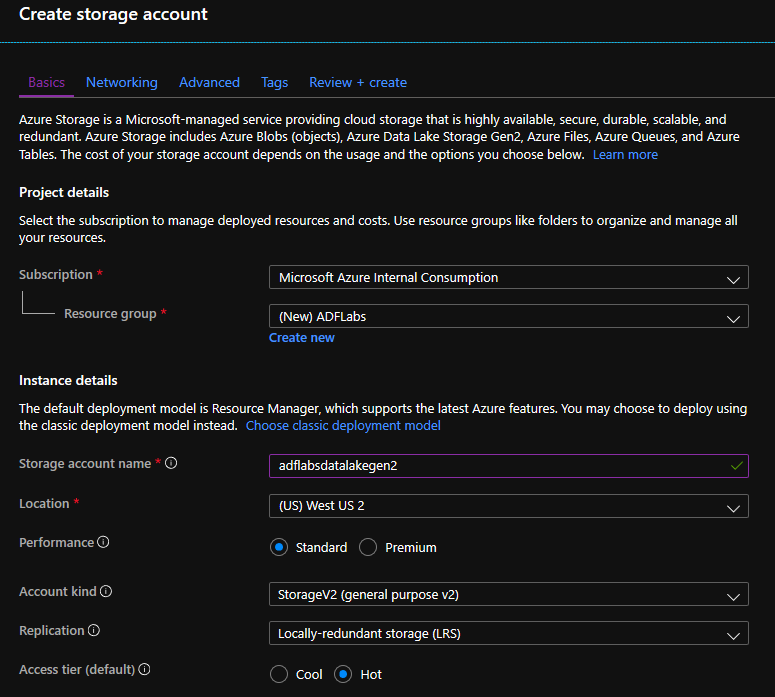 Create storage account
Basics Networking Advanced Tags Review + create
Azure Storage is a Microsoft-managed service providing cloud storage that is highly available, secure, durable, scalable, and
redundant. Azure Storage includes Azure Blobs (objects), Azure Data Lake Storage Gen2, Azure Files, Azure Queues, and Azure
Tables. The cost of your storage account depends on the usage and the options you choose below. Learn more
Project details
Select the subscription to manage deployed resources and costs. Use resource groups like folders to organize and manage all
your resources.
Subscription * Microsoft Azure Internal Consumption
Resource group * (New) ADFLabs
Create new
Instance details
The default deployment model is Resource Manager, which supports the latest Azure features. You may choose to deploy using
the classic deployment model instead. Choose classic deployment model
Storage account name * adflabsdatalakegen2
Location * (US) West US 2
Performance Standard Premium
Account kind StorageV2 (general purpose v2)
Replication Locally-redundant storage (LRS)
Access tier (default) Cool Hot